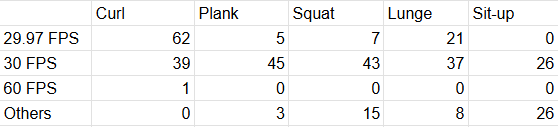 Curl Plank Squat Lunge Sit-up
29.97 FPS 62 5 7 21 0
30 FPS 39 45 43 37 26
60 FPS 1 0 0 0 0
Others 0 3 15 8 26